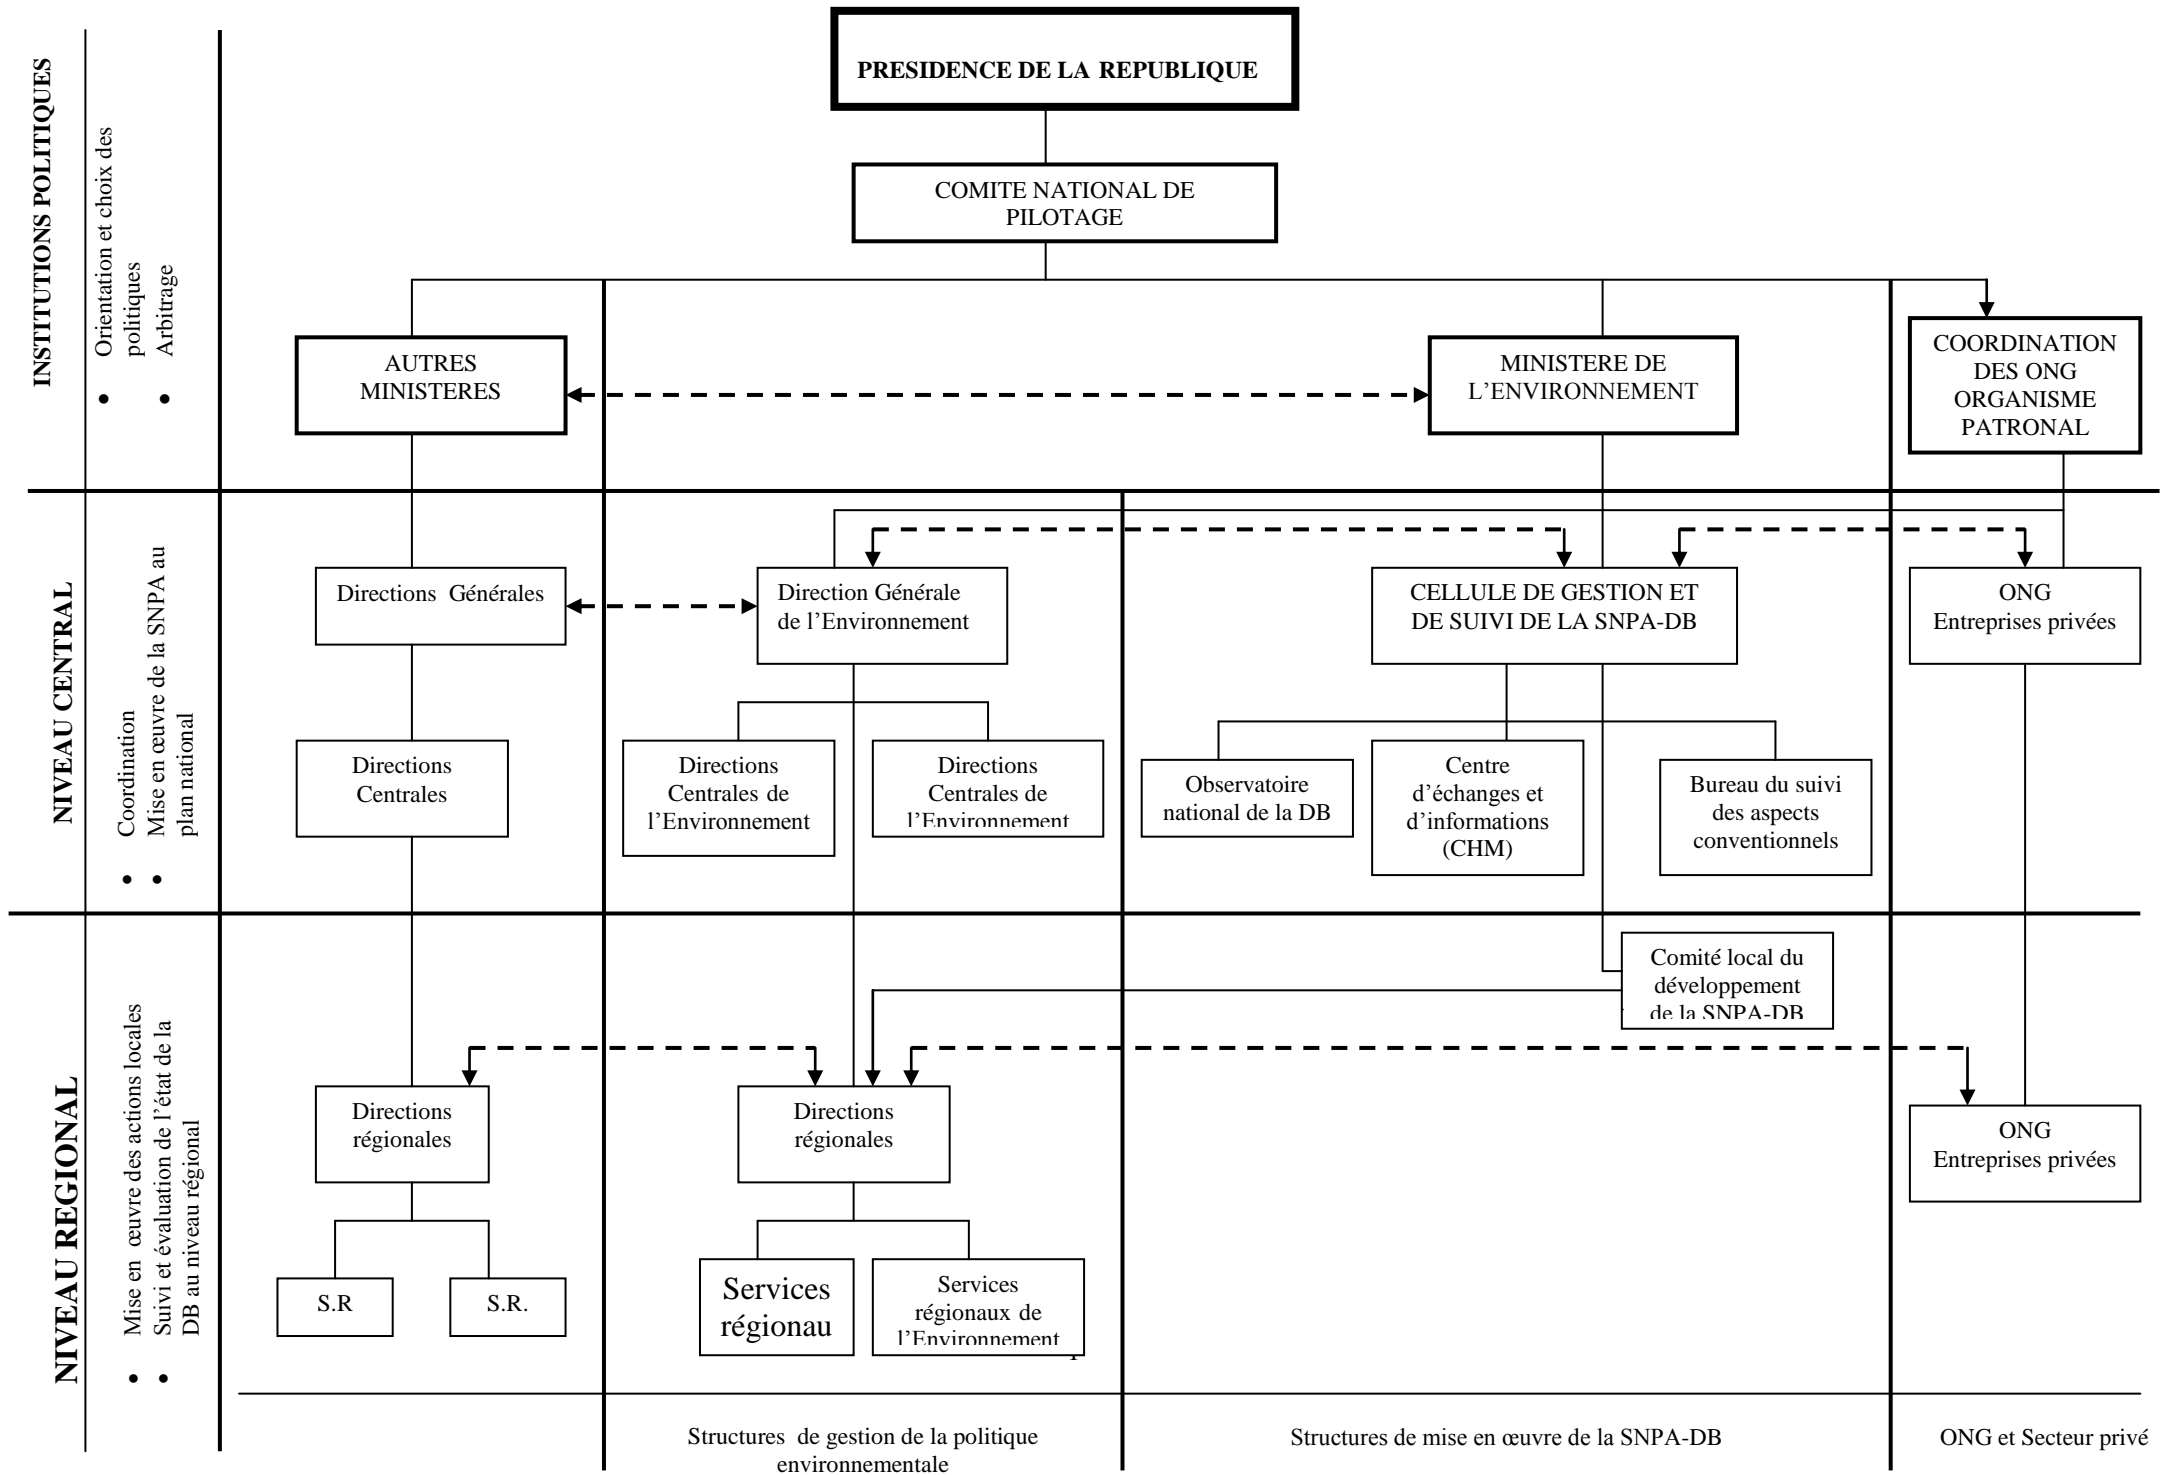 PRESIDENCE DE LA REPUBLIQUE
COMITE NATIONAL DE
PILOTAGE
INSTITUTIONS POLITIQUES
• Orientation et choix des
politiques
• Arbitrage
AUTRES
MINISTERES
MINISTERE DE
L’ENVIRONNEMENT
COORDINATION
DES ONG
ORGANISME
PATRONAL
NIVEAU CENTRAL
• Coordination
• Mise en œuvre de la SNPA au
plan national
Directions Générales
Direction Générale
de l’Environnement
CELLULE DE GESTION ET
DE SUIVI DE LA SNPA-DB
ONG
Entreprises privées
Directions
Centrales
Directions
Centrales de
l’Environnement
Directions
Centrales de
l’Environnement
Observatoire
national de la DB
Centre
d’échanges et
d’informations
(CHM)
Bureau du suivi
des aspects
conventionnels
NIVEAU REGIONAL
• Mise en œuvre des actions locales
• Suivi et évaluation de l’état de la
DB au niveau régional
Comité local du
développement
de la SNPA-DB
Directions
régionales
Directions
régionales
ONG
Entreprises privées
S.R
S.R.
Services
régionau
Services
régionaux de
l’Environnement
Structures de gestion de la politique
environnementale
Structures de mise en œuvre de la SNPA-DB
ONG et Secteur privé